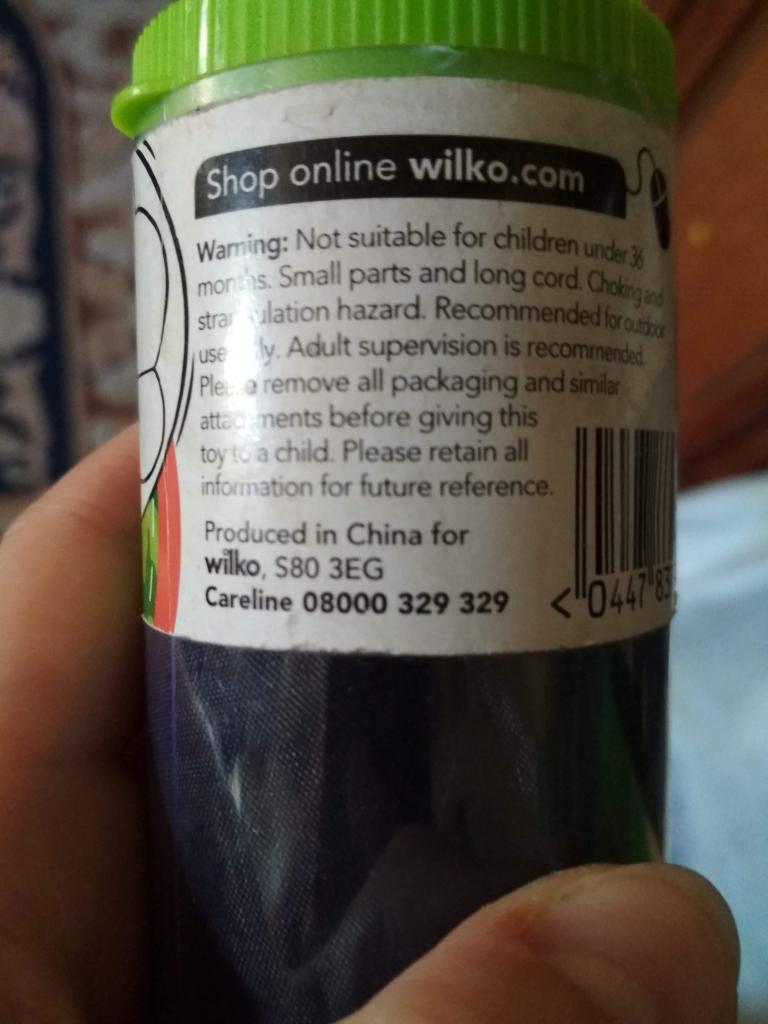 Shop online wilko.com
Warning: Not suitable for children under 36
months. Small parts and long cord. Choking and
strangulation hazard. Recommended for outdoor
use only. Adult supervision is recommended.
Please remove all packaging and similar
attachments before giving this
toy to a child. Please retain all
information for future reference.
Produced in China for
wilko, S80 3EG
Careline 08000 329 329
< 0447 83